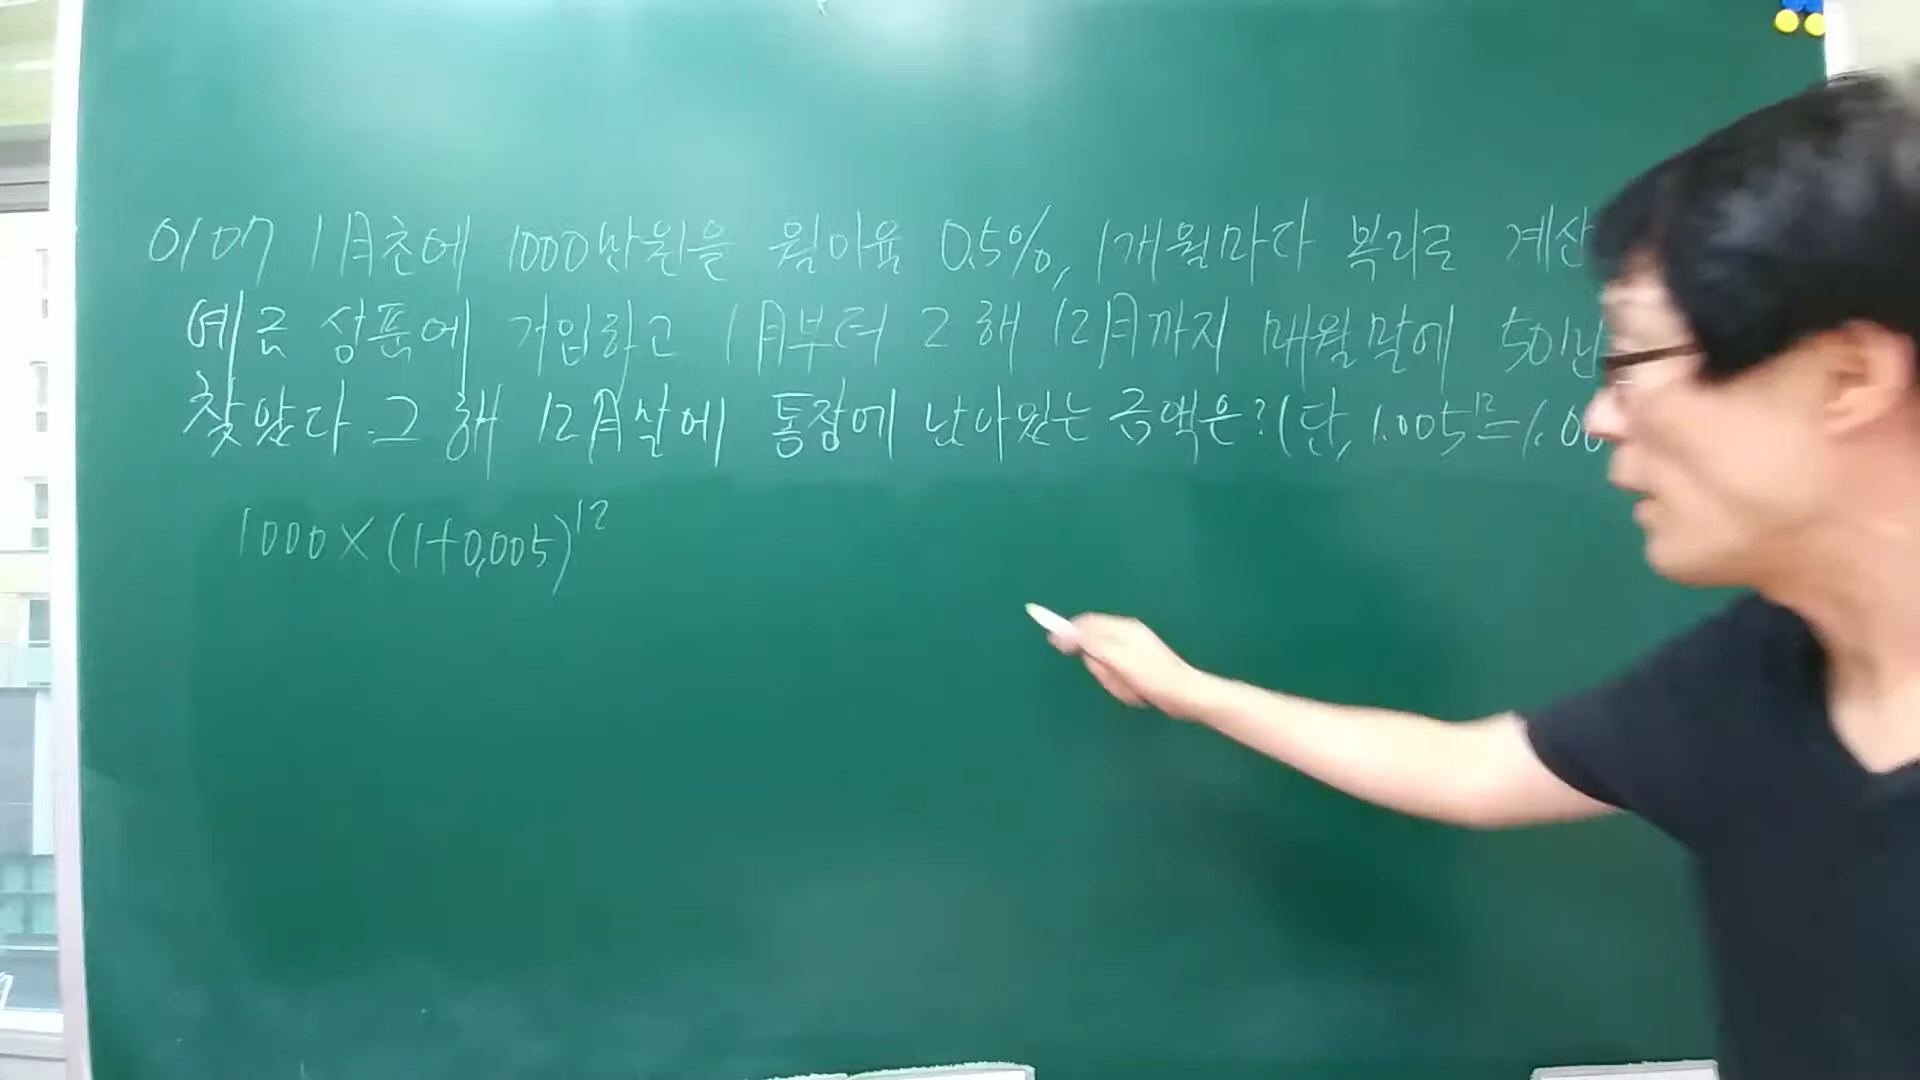 0107 1月초에 1000만원을 월이율 0.5%, 1개월마다 복리로 계산
예금 상품에 가입하고 1月부터 그 해 12月까지 매월말에 50만
찾았다. 그 해 12月말에 통장에 남아있는 금액은? (단, 1.005¹²=1.06
1000×(1+0.005)¹²